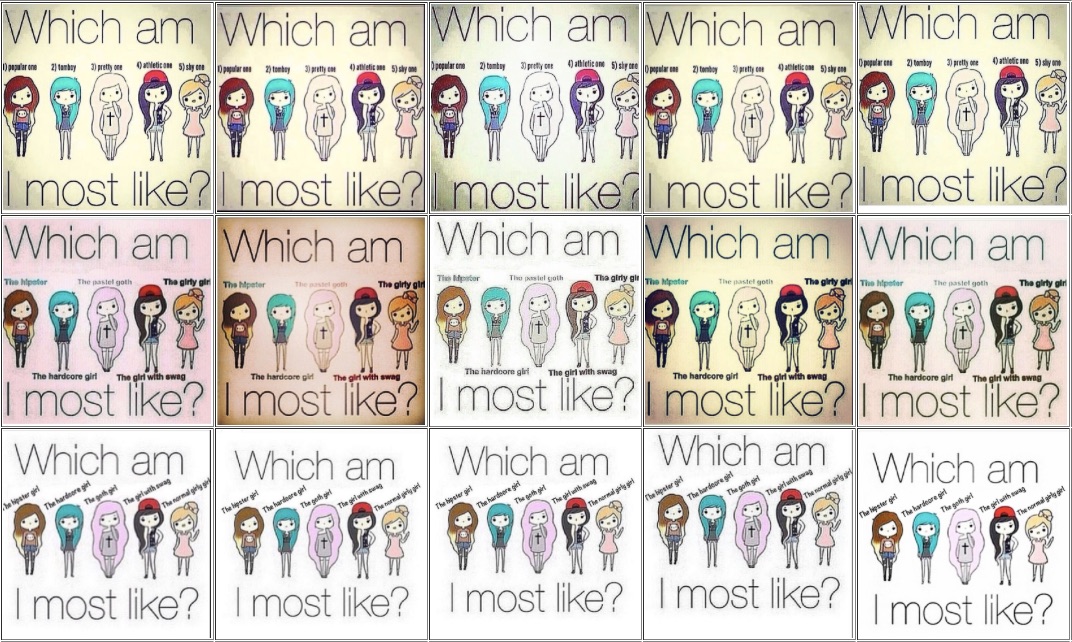 Which am
Which am
Which am
Which am
Which am
1) popular one 2) tomboy 3) pretty one 4) athletic one 5) shy one
) popular one 2) tomboy 3) pretty one 4) athletic one 5) shy one
) popular one 2) tomboy 3) pretty one 4) athletic one 5) shy one
) popular one 2) tomboy 3) pretty one 4) athletic one 5) shy one
) popular one 2) tomboy 3) pretty one 4) athletic one 5) shy one
I most like?
I most like?
I most like?
I most like?
I most like?
Which am
Which am
Which am
Which am
Which am
The hipster The pastel goth The girly girl
The hipster The pastel goth The girly girl
The hipster The pastel goth The girly girl
The hipster The pastel goth The girly girl
The hipster The pastel goth The girly girl
The hardcore girl The girl with swag
The hardcore girl The girl with swag
The hardcore girl The girl with swag
The hardcore girl The girl with swag
The hardcore girl The girl with swag
I most like?
I most like?
I most like?
I most like?
I most like?
Which am
Which am
Which am
Which am
Which am
The hipster girl The hardcore girl The goth girl The girl with swag The normal girly girl
The hipster girl The hardcore girl The goth girl The girl with swag The normal girly girl
The hipster girl The hardcore girl The goth girl The girl with swag The normal girly girl
The hipster girl The hardcore girl The goth girl The girl with swag The normal girly girl
The hipster girl The hardcore girl The goth girl The girl with swag The normal girly girl
I most like?
I most like?
I most like?
I most like?
I most like?